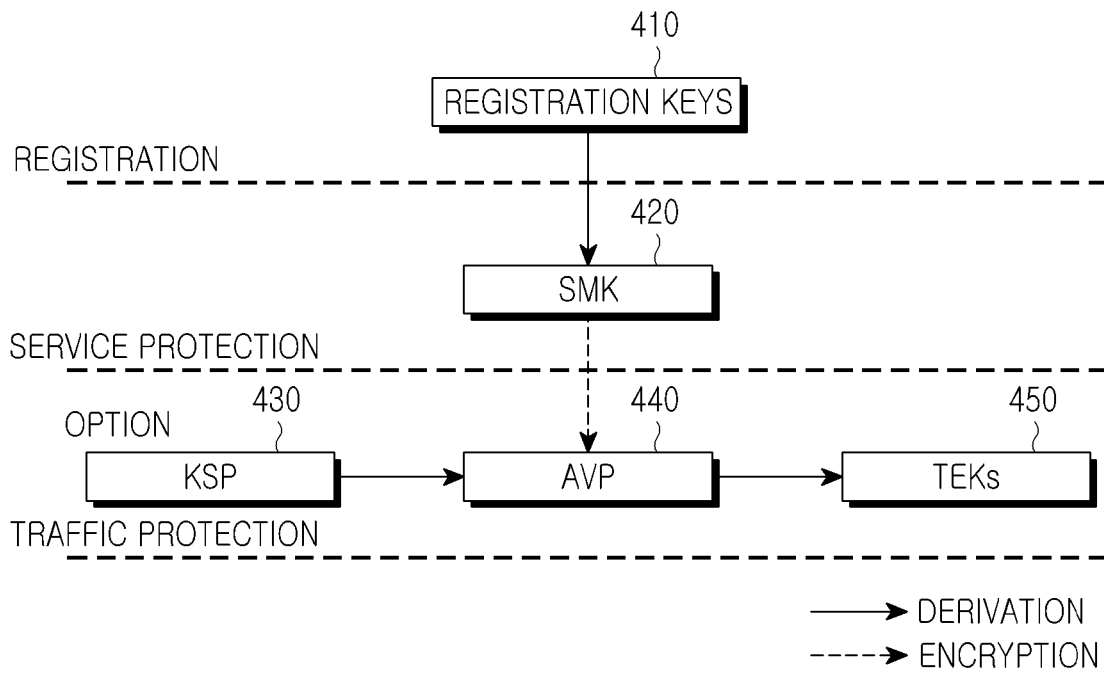 410
REGISTRATION KEYS
REGISTRATION
420
SMK
SERVICE PROTECTION
OPTION
430
440
450
KSP
AVP
TEKs
TRAFFIC PROTECTION
DERIVATION
ENCRYPTION